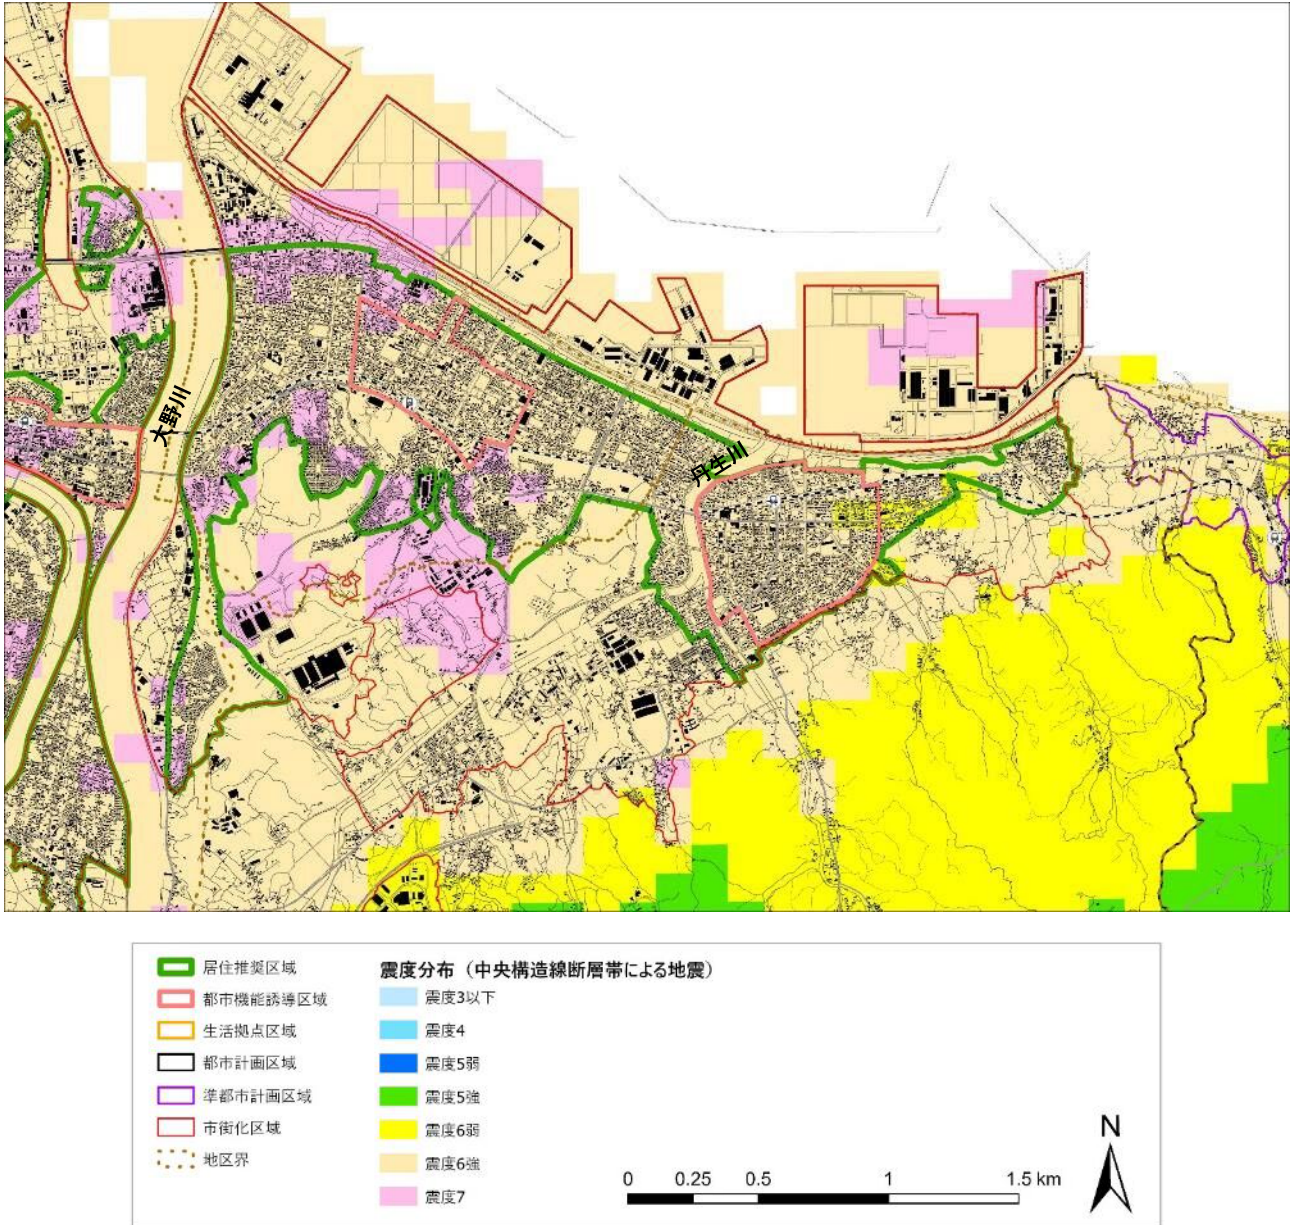 大野川
丹生川
居住推奨区域
都市機能誘導区域
生活拠点区域
都市計画区域
準都市計画区域
市街化区域
地区界
震度分布（中央構造線断層帯による地震）
震度3以下
震度4
震度5弱
震度5強
震度6弱
震度6強
震度7
0 0.25 0.5 1 1.5 km
N